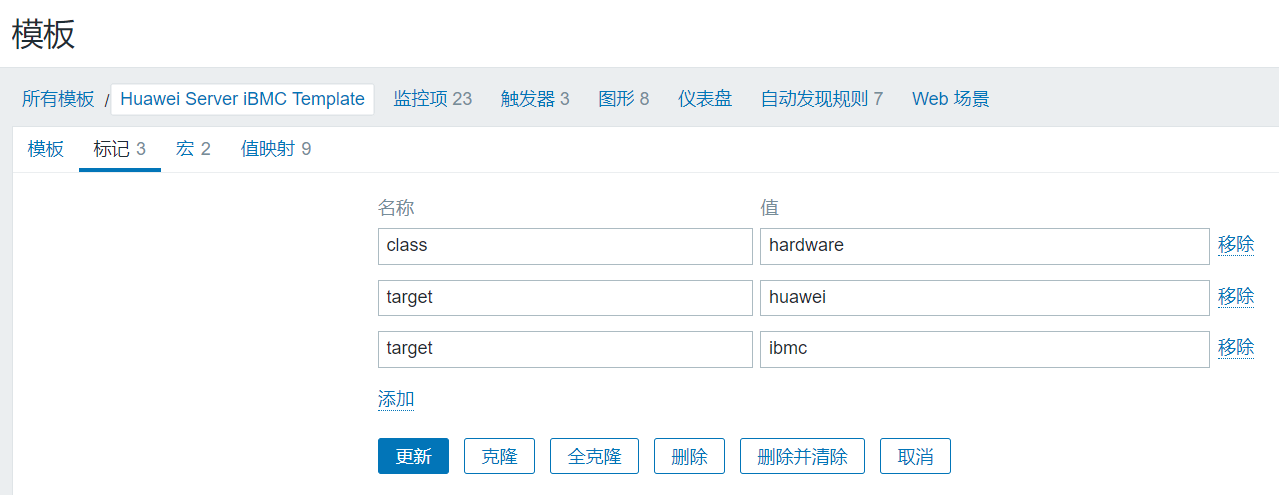 模板
所有模板 / Huawei Server iBMC Template 监控项 23 触发器 3 图形 8 仪表盘 自动发现规则 7 Web 场景
模板 标记 3 宏 2 值映射 9
名称 值
class hardware 移除
target huawei 移除
target ibmc 移除
添加
更新 克隆 全克隆 删除 删除并清除 取消